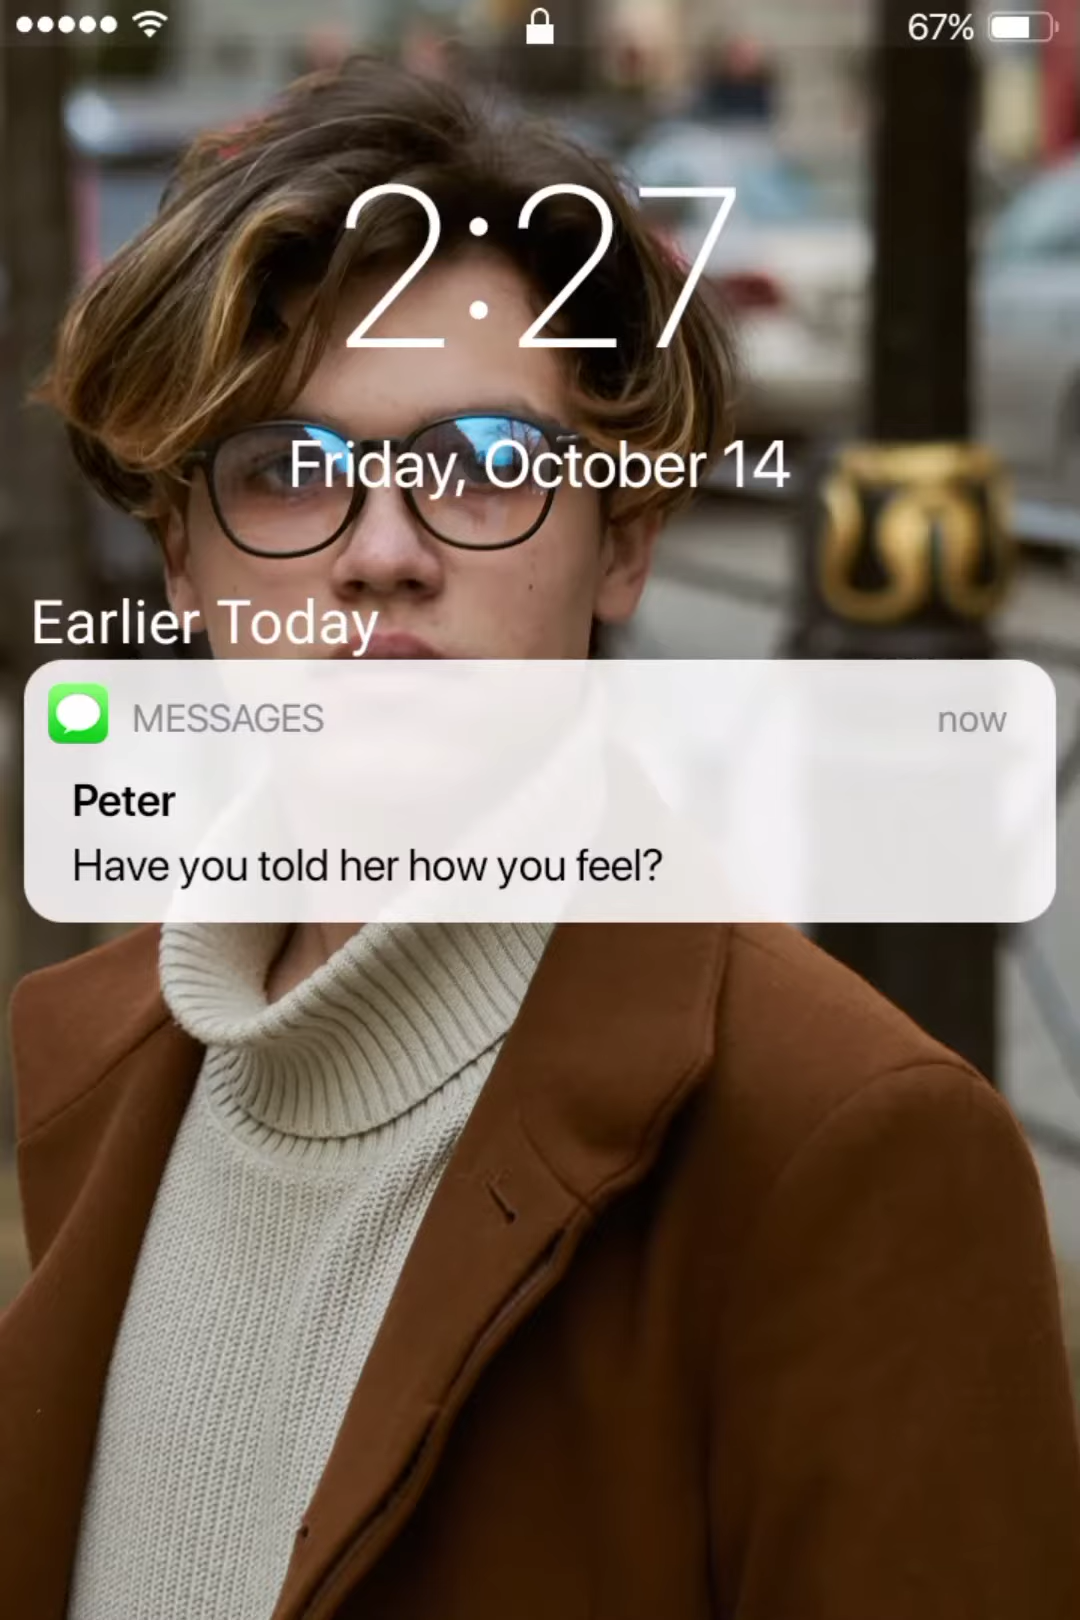 67%
2:27
Friday, October 14
Earlier Today
MESSAGES now
Peter
Have you told her how you feel?